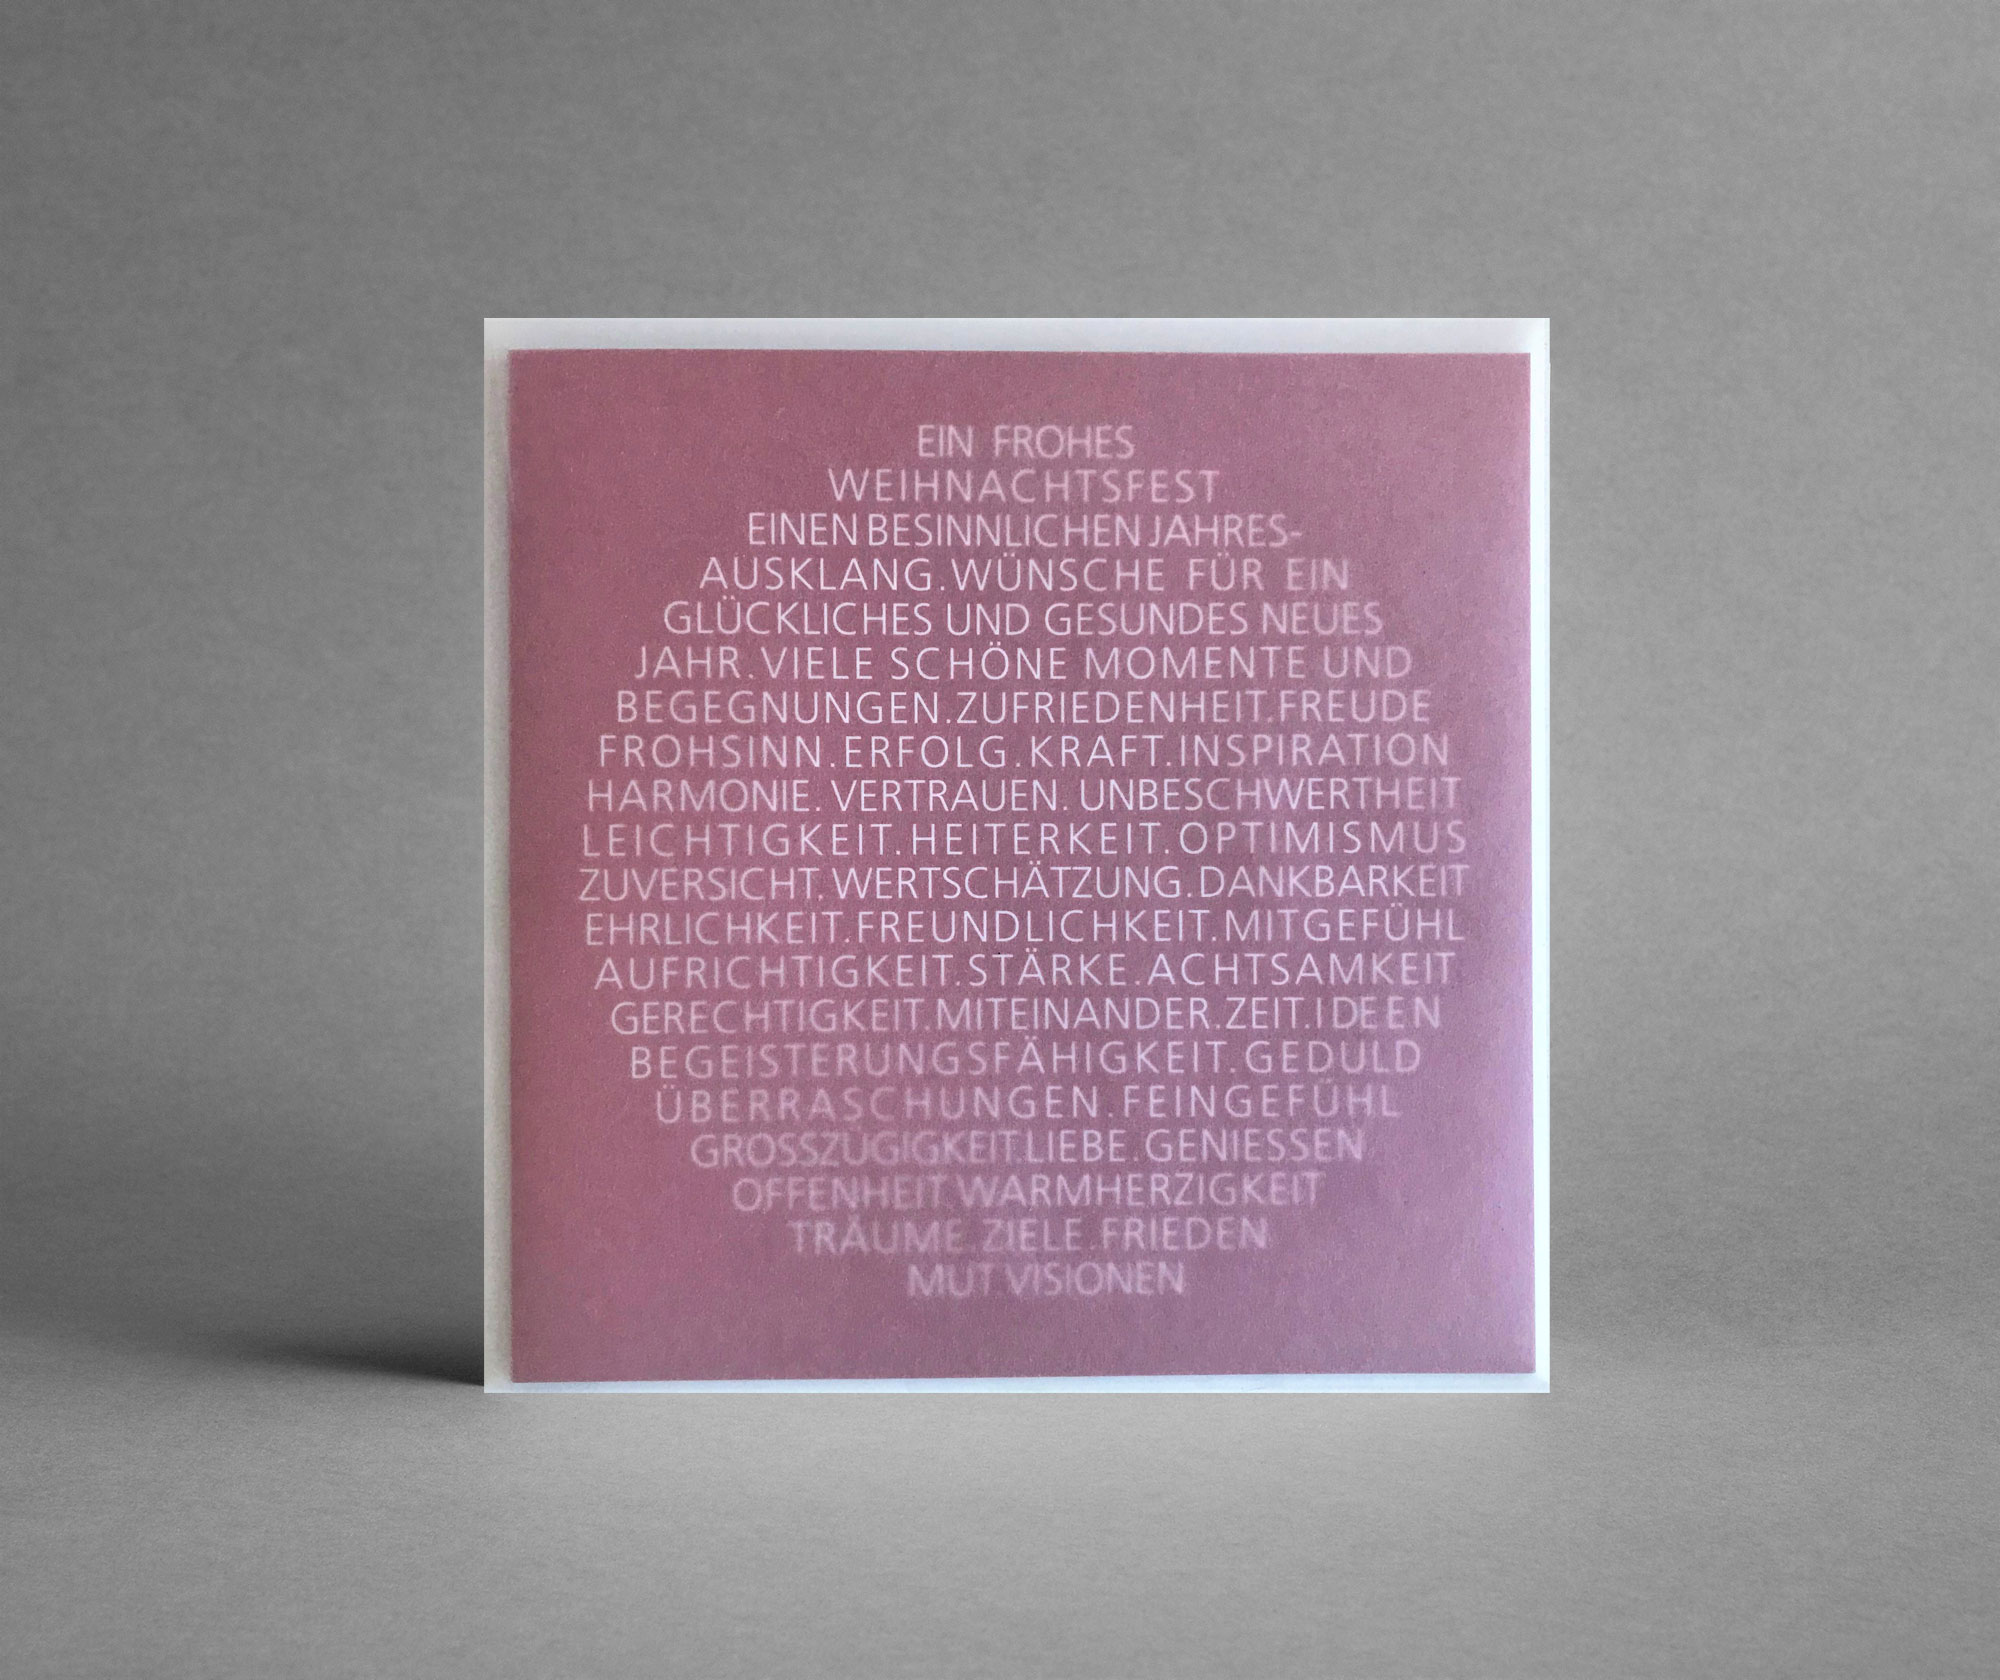 EIN FROHES
WEIHNACHTSFEST
EINEN BESINNLICHEN JAHRES-
AUSKLANG.WÜNSCHE FÜR EIN
GLÜCKLICHES UND GESUNDES NEUES
JAHR.VIELE SCHÖNE MOMENTE UND
BEGEGNUNGEN.ZUFRIEDENHEIT.FREUDE
FROHSINN.ERFOLG.KRAFT.INSPIRATION
HARMONIE.VERTRAUEN.UNBESCHWERTHEIT
LEICHTIGKEIT.HEITERKEIT.OPTIMISMUS
ZUVERSICHT.WERTSCHÄTZUNG.DANKBARKEIT
EHRLICHKEIT.FREUNDLICHKEIT.MITGEFÜHL
AUFRICHTIGKEIT.STÄRKE.ACHTSAMKEIT
GERECHTIGKEIT.MITEINANDER.ZEIT.IDEEN
BEGEISTERUNGSFÄHIGKEIT.GEDULD
ÜBERRASCHUNGEN.FEINGEFÜHL
GROSSZÜGIGKEIT.LIEBE.GENIESSEN
OFFENHEIT.WARMHERZIGKEIT
TRÄUME.ZIELE.FRIEDEN
MUT.VISIONEN